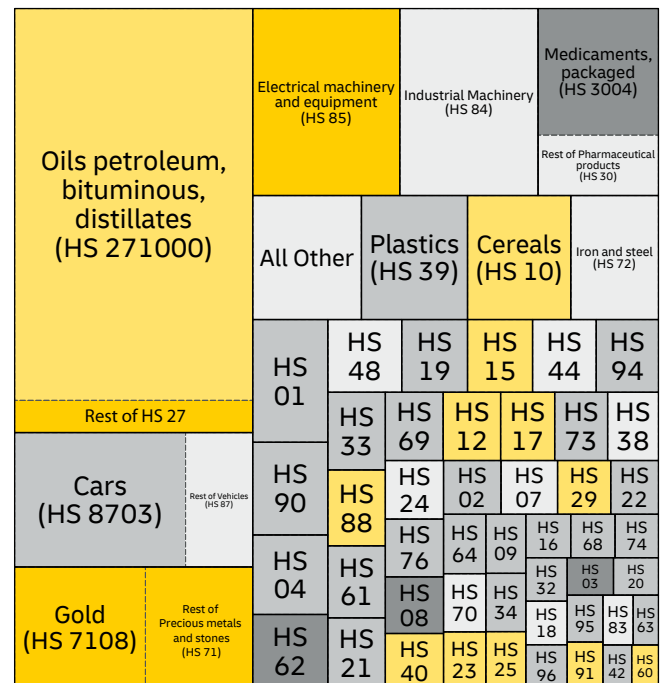 Oils petroleum,
bituminous,
distillates
(HS 271000)
Rest of HS 27
Cars
(HS 8703)
Rest of Vehicles
(HS 87)
Gold
(HS 7108)
Rest of
Precious metals
and stones
(HS 71)
Electrical machinery
and equipment
(HS 85)
Industrial Machinery
(HS 84)
Medicaments,
packaged
(HS 3004)
Rest of Pharmaceutical
products
(HS 30)
All Other
Plastics
(HS 39)
Cereals
(HS 10)
Iron and steel
(HS 72)
HS
01
HS
90
HS
04
HS
62
HS
48
HS
19
HS
15
HS
44
HS
94
HS
33
HS
88
HS
61
HS
21
HS
69
HS
12
HS
17
HS
73
HS
38
HS
24
HS
02
HS
07
HS
29
HS
22
HS
76
HS
08
HS
40
HS
64
HS
09
HS
70
HS
34
HS
23
HS
25
HS
16
HS
68
HS
74
HS
32
HS
03
HS
20
HS
18
HS
95
HS
83
HS
63
HS
96
HS
91
HS
42
HS
60